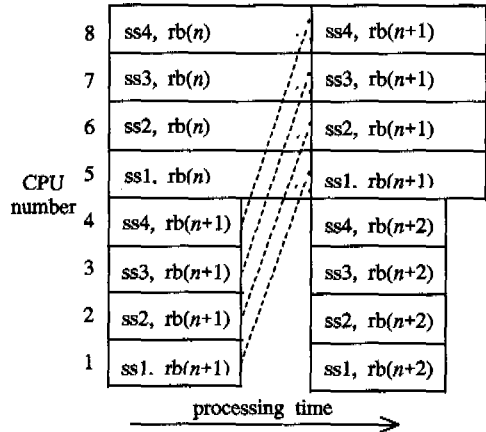 8 ss4, rb(n) ss4, rb(n+1)
7 ss3, rb(n) ss3, rb(n+1)
6 ss2, rb(n) ss2, rb(n+1)
5 ss1, rb(n) ss1, rb(n+1)
CPU
number
4 ss4, rb(n+1) ss4, rb(n+2)
3 ss3, rb(n+1) ss3, rb(n+2)
2 ss2, rb(n+1) ss2, rb(n+2)
1 ss1, rb(n+1) ss1, rb(n+2)
processing time